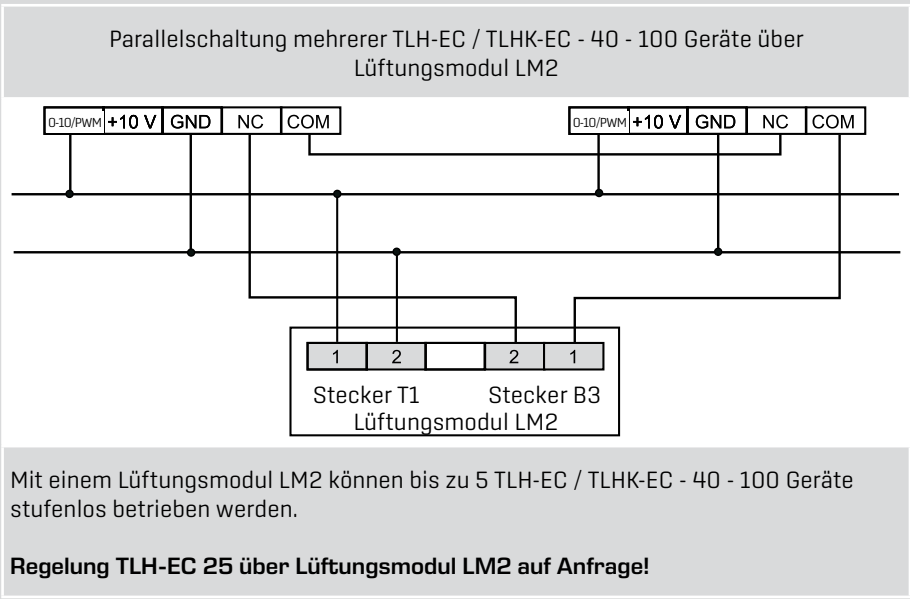 Parallelschaltung mehrerer TLH-EC / TLHK-EC - 40 - 100 Geräte über
Lüftungsmodul LM2
0-10/PWM +10 V GND NC COM
0-10/PWM +10 V GND NC COM
1 2 2 1
Stecker T1 Stecker B3
Lüftungsmodul LM2
Mit einem Lüftungsmodul LM2 können bis zu 5 TLH-EC / TLHK-EC - 40 - 100 Geräte
stufenlos betrieben werden.
Regelung TLH-EC 25 über Lüftungsmodul LM2 auf Anfrage!